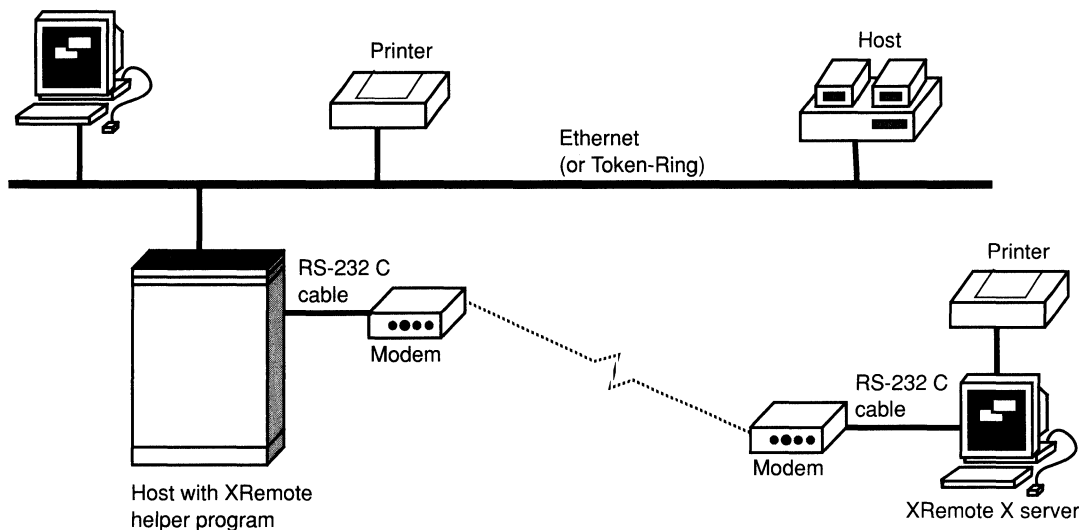 Printer
Host
Ethernet
(or Token-Ring)
RS-232 C
cable
Modem
Host with XRemote
helper program
Printer
RS-232 C
cable
Modem
XRemote X server